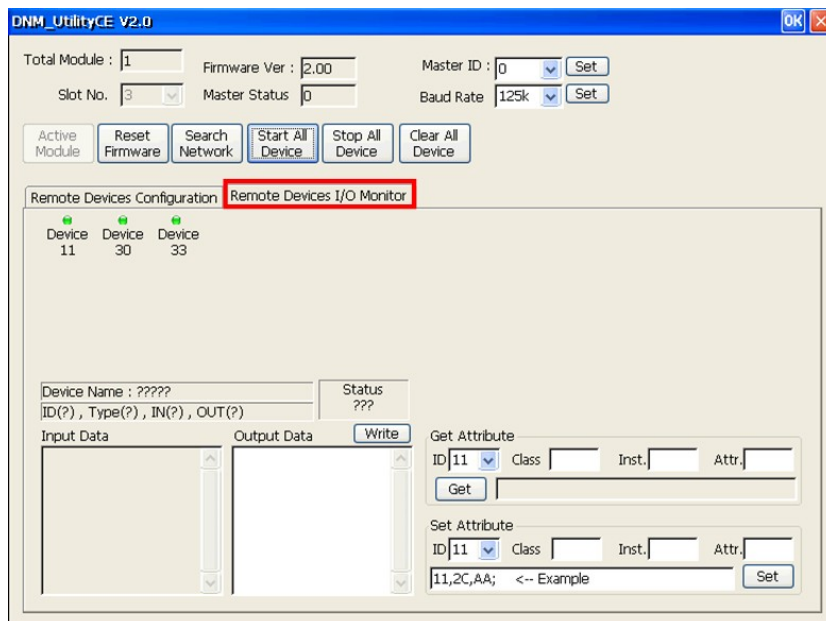 DNM_UtilityCE V2.0 OK
Total Module : 1 Firmware Ver : 2.00 Master ID : 0 Set
Slot No. 3 Master Status 0 Baud Rate 125k Set
Active Module Reset Firmware Search Network Start All Device Stop All Device Clear All Device
Remote Devices Configuration Remote Devices I/O Monitor
Device 11 Device 30 Device 33
Device Name : ????? Status
ID(?) , Type(?) , IN(?) , OUT(?) ???
Input Data Output Data Write Get Attribute
ID 11 Class Inst. Attr.
Get
Set Attribute
ID 11 Class Inst. Attr.
11,2C,AA; <-- Example Set